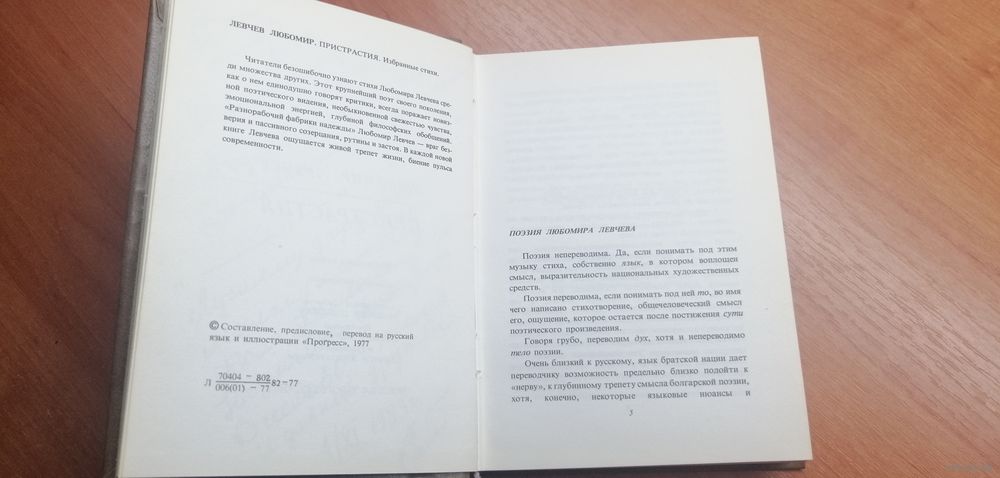 ЛЕВЧЕВ ЛЮБОМИР. ПРИСТРАСТИЯ. Избранные стихи.
Читатели безошибочно узнают стихи Любомира Левчева сре-
ди множества других. Этот крупнейший поэт своего поколения,
как о нем единодушно говорят критики, всегда поражает новиз-
ной поэтического видения, необыкновенной свежестью чувства,
эмоциональной энергией, глубиной философских обобщений.
«Разнорабочий фабрики надежды» Любомир Левчев — враг без-
верия и пассивного созерцания, рутины и застоя. В каждой новой
книге Левчева ощущается живой трепет жизни, биение пульса
современности.
© Составление, предисловие, перевод на русский
язык и иллюстрации «Прогресс», 1977
70404 — 802
Л 82—77
006(01) — 77
ПОЭЗИЯ ЛЮБОМИРА ЛЕВЧЕВА
Поэзия непереводима. Да, если понимать под этим
музыку стиха, собственно язык, в котором воплощен
смысл, выразительность национальных художественных
средств.
Поэзия переводима, если понимать под ней то, во имя
чего написано стихотворение, общечеловеческий смысл
его, ощущение, которое остается после постижения сути
поэтического произведения.
Говоря грубо, переводим дух, хотя и непереводимо
тело поэзии.
Очень близкий к русскому, язык братской нации дает
переводчику возможность предельно близко подойти к
«нерву», к глубинному трепету смысла болгарской поэзии,
хотя, конечно, некоторые языковые нюансы и
5